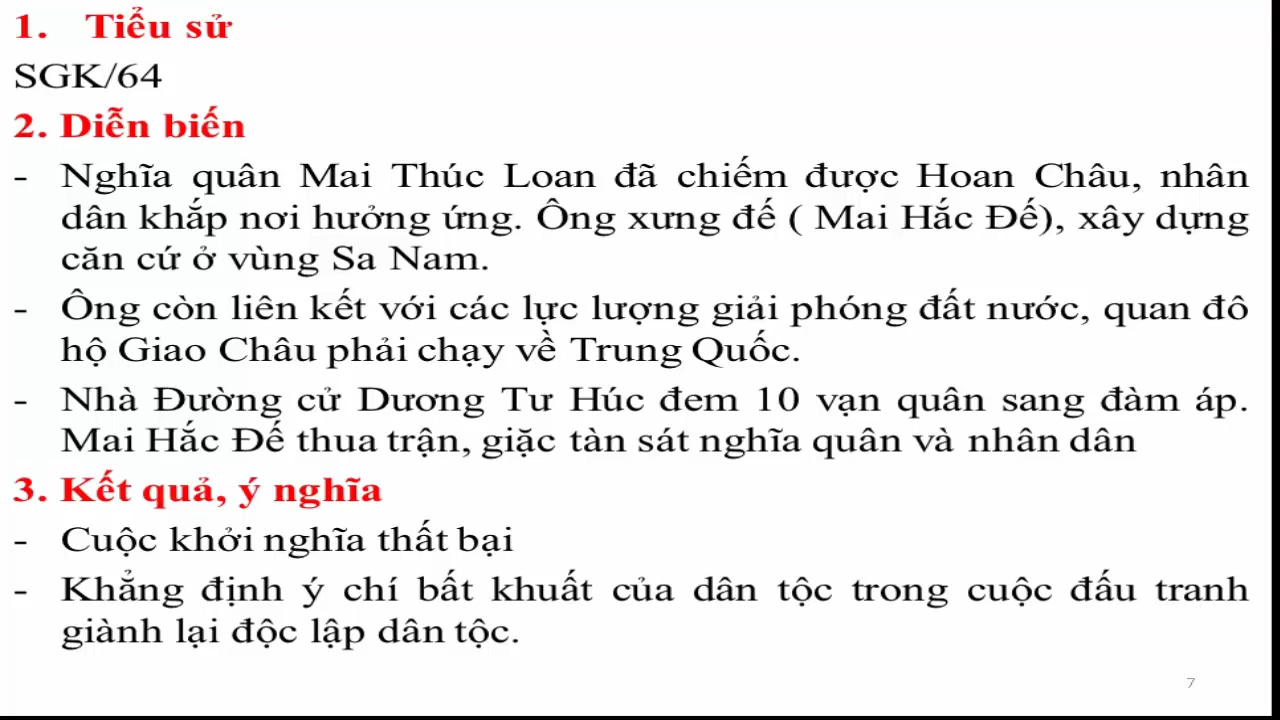 1. Tiểu sử
SGK/64
2. Diễn biến
- Nghĩa quân Mai Thúc Loan đã chiếm được Hoan Châu, nhân
dân khắp nơi hưởng ứng. Ông xưng đế ( Mai Hắc Đế), xây dựng
căn cứ ở vùng Sa Nam.
- Ông còn liên kết với các lực lượng giải phóng đất nước, quan đô
hộ Giao Châu phải chạy về Trung Quốc.
- Nhà Đường cử Dương Tư Húc đem 10 vạn quân sang đàm áp.
Mai Hắc Đế thua trận, giặc tàn sát nghĩa quân và nhân dân
3. Kết quả, ý nghĩa
- Cuộc khởi nghĩa thất bại
- Khẳng định ý chí bất khuất của dân tộc trong cuộc đấu tranh
giành lại độc lập dân tộc.
7